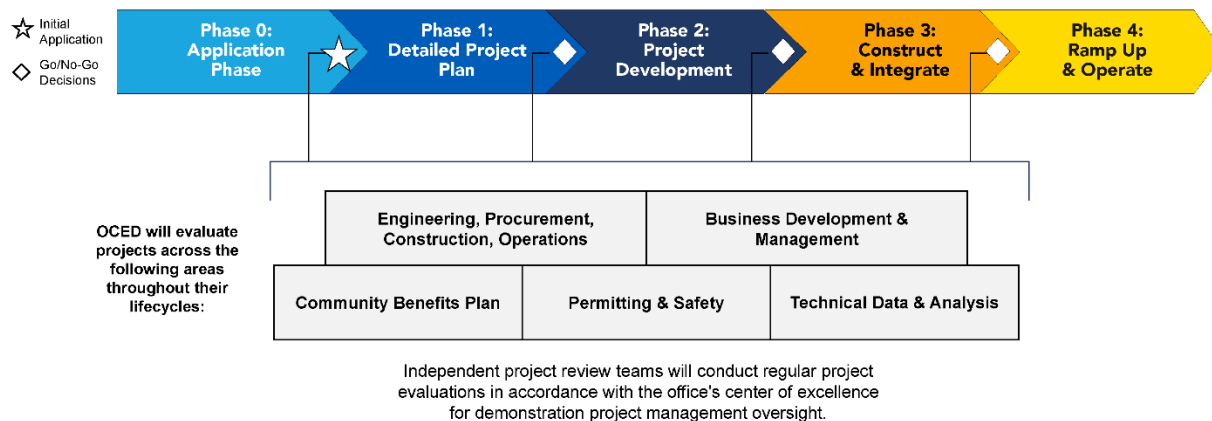 Initial
Application
Go/No-Go
Decisions
Phase 0:
Application
Phase
Phase 1:
Detailed Project
Plan
Phase 2:
Project
Development
Phase 3:
Construct
& Integrate
Phase 4:
Ramp Up
& Operate
OCED will evaluate
projects across the
following areas
throughout their
lifecycles:
Engineering, Procurement,
Construction, Operations
Business Development &
Management
Community Benefits Plan
Permitting & Safety
Technical Data & Analysis
Independent project review teams will conduct regular project
evaluations in accordance with the office's center of excellence
for demonstration project management oversight.